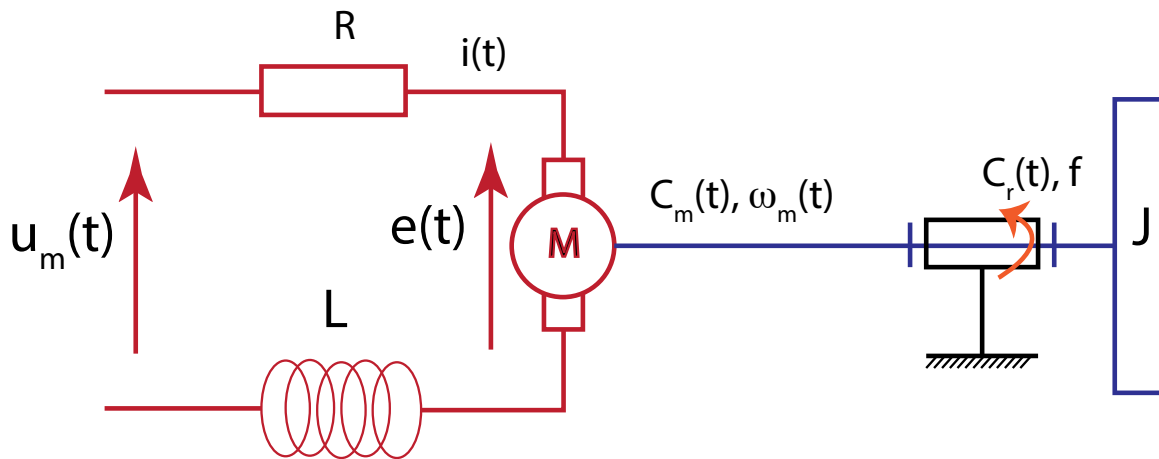 R
i(t)
u_m(t)
e(t)
M
C_m(t), ω_m(t)
C_r(t), f
J
L